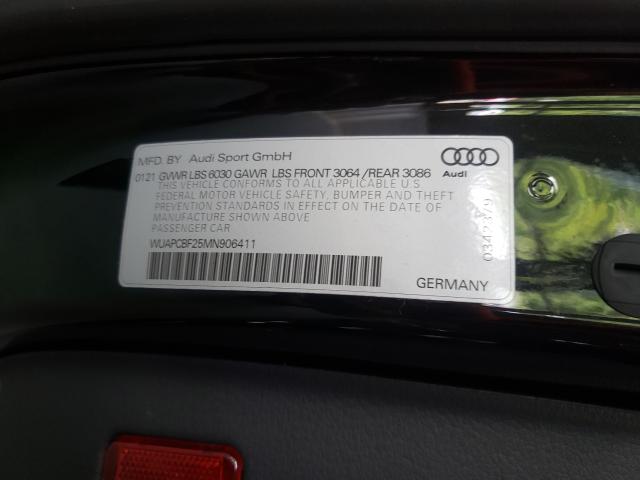 MFD. BY Audi Sport GmbH
0121 GVWR LBS 6030 GAWR LBS FRONT 3064 /REAR 3086
THIS VEHICLE CONFORMS TO ALL APPLICABLE U.S
FEDERAL MOTOR VEHICLE SAFETY, BUMPER AND THEFT
PREVENTION STANDARDS IN EFFECT ON THE DATE OF
MANUFACTURE SHOWN ABOVE
PASSENGER CAR
WUAPCBF25MN906411
Audi
GERMANY